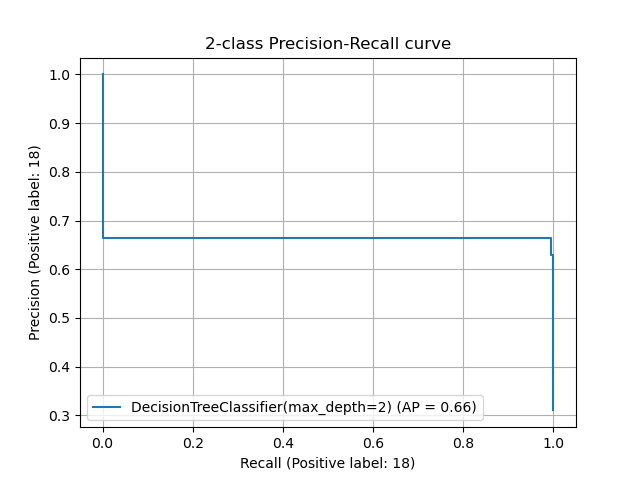 2-class Precision-Recall curve
1.0
0.9
0.8
0.7
0.6
0.5
0.4
0.3
Precision (Positive label: 18)
DecisionTreeClassifier(max_depth=2) (AP = 0.66)
0.0 0.2 0.4 0.6 0.8 1.0
Recall (Positive label: 18)